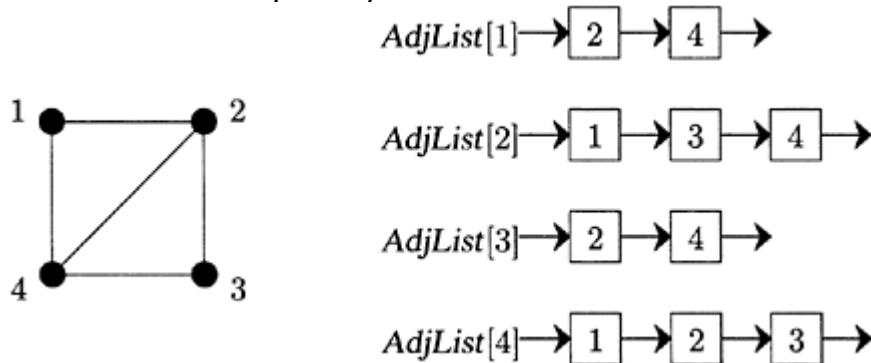 AdjList[1] 2 4
1 2
AdjList[2] 1 3 4
AdjList[3] 2 4
4 3
AdjList[4] 1 2 3